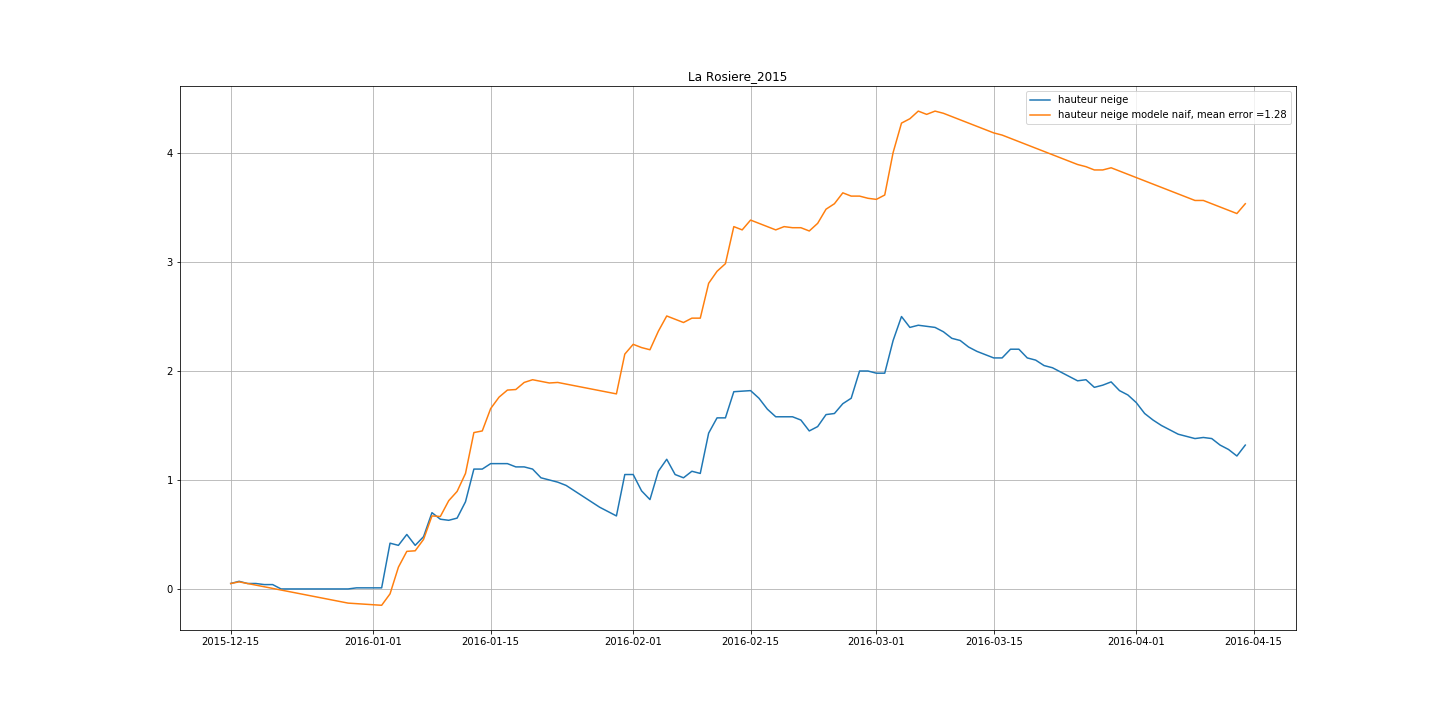 La Rosiere_2015
hauteur neige
hauteur neige modele naif, mean error =1.28
4
3
2
1
0
2015-12-15 2016-01-01 2016-01-15 2016-02-01 2016-02-15 2016-03-01 2016-03-15 2016-04-01 2016-04-15